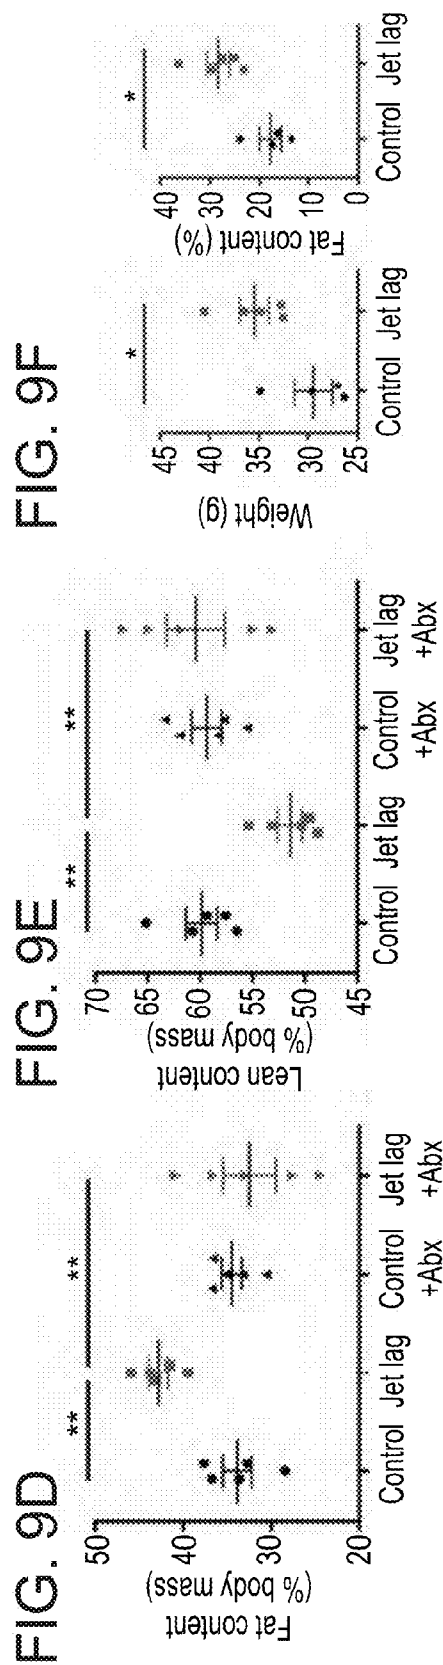 FIG. 9D
Fat content
(% body mass)
50
40
30
20
**
**
Control
Jet lag
Control
+Abx
Jet lag
+Abx
FIG. 9E
Lean content
(% body mass)
70
65
60
55
50
45
**
**
Control
Jet lag
Control
+Abx
Jet lag
+Abx
FIG. 9F
Weight (g)
45
40
35
30
25
*
Control
Jet lag
Fat content (%)
40
30
20
10
0
*
Control
Jet lag